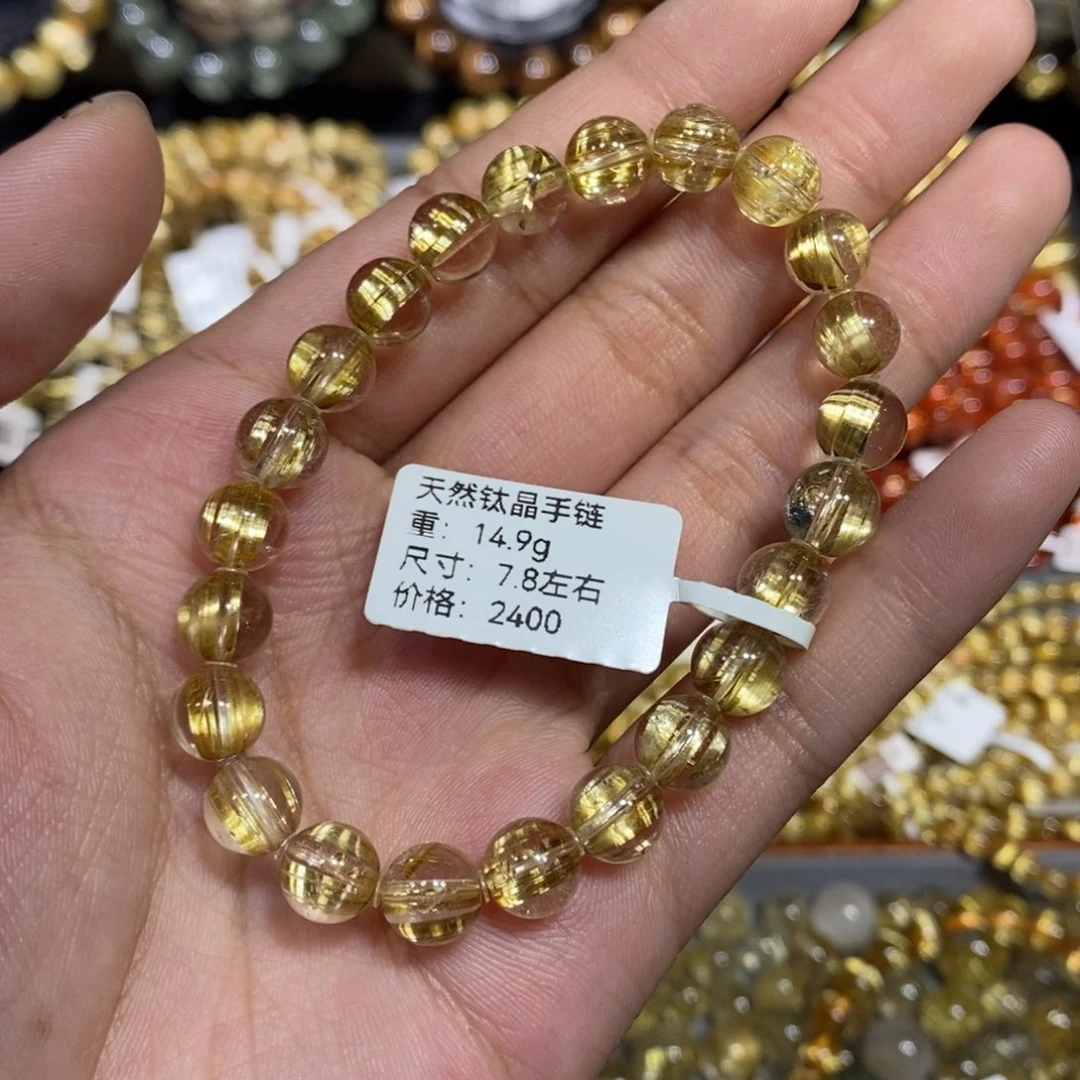 天然钛晶手链
重: 14.9g
尺寸: 7.8左右
价格: 2400